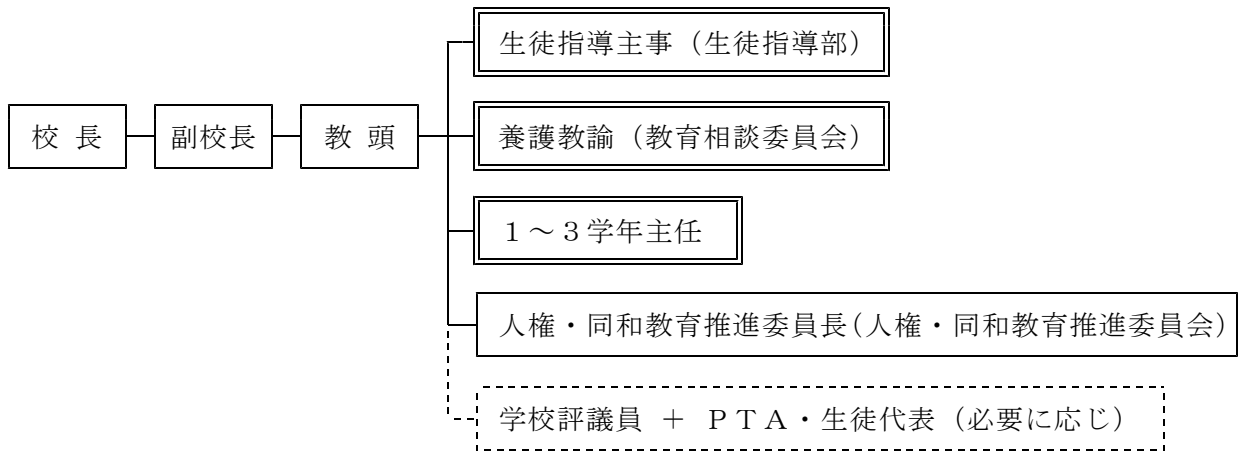 生徒指導主事（生徒指導部）
校 長
副校長
教 頭
養護教諭（教育相談委員会）
１～３学年主任
人権・同和教育推進委員長（人権・同和教育推進委員会）
学校評議員 ＋ ＰＴＡ・生徒代表（必要に応じ）